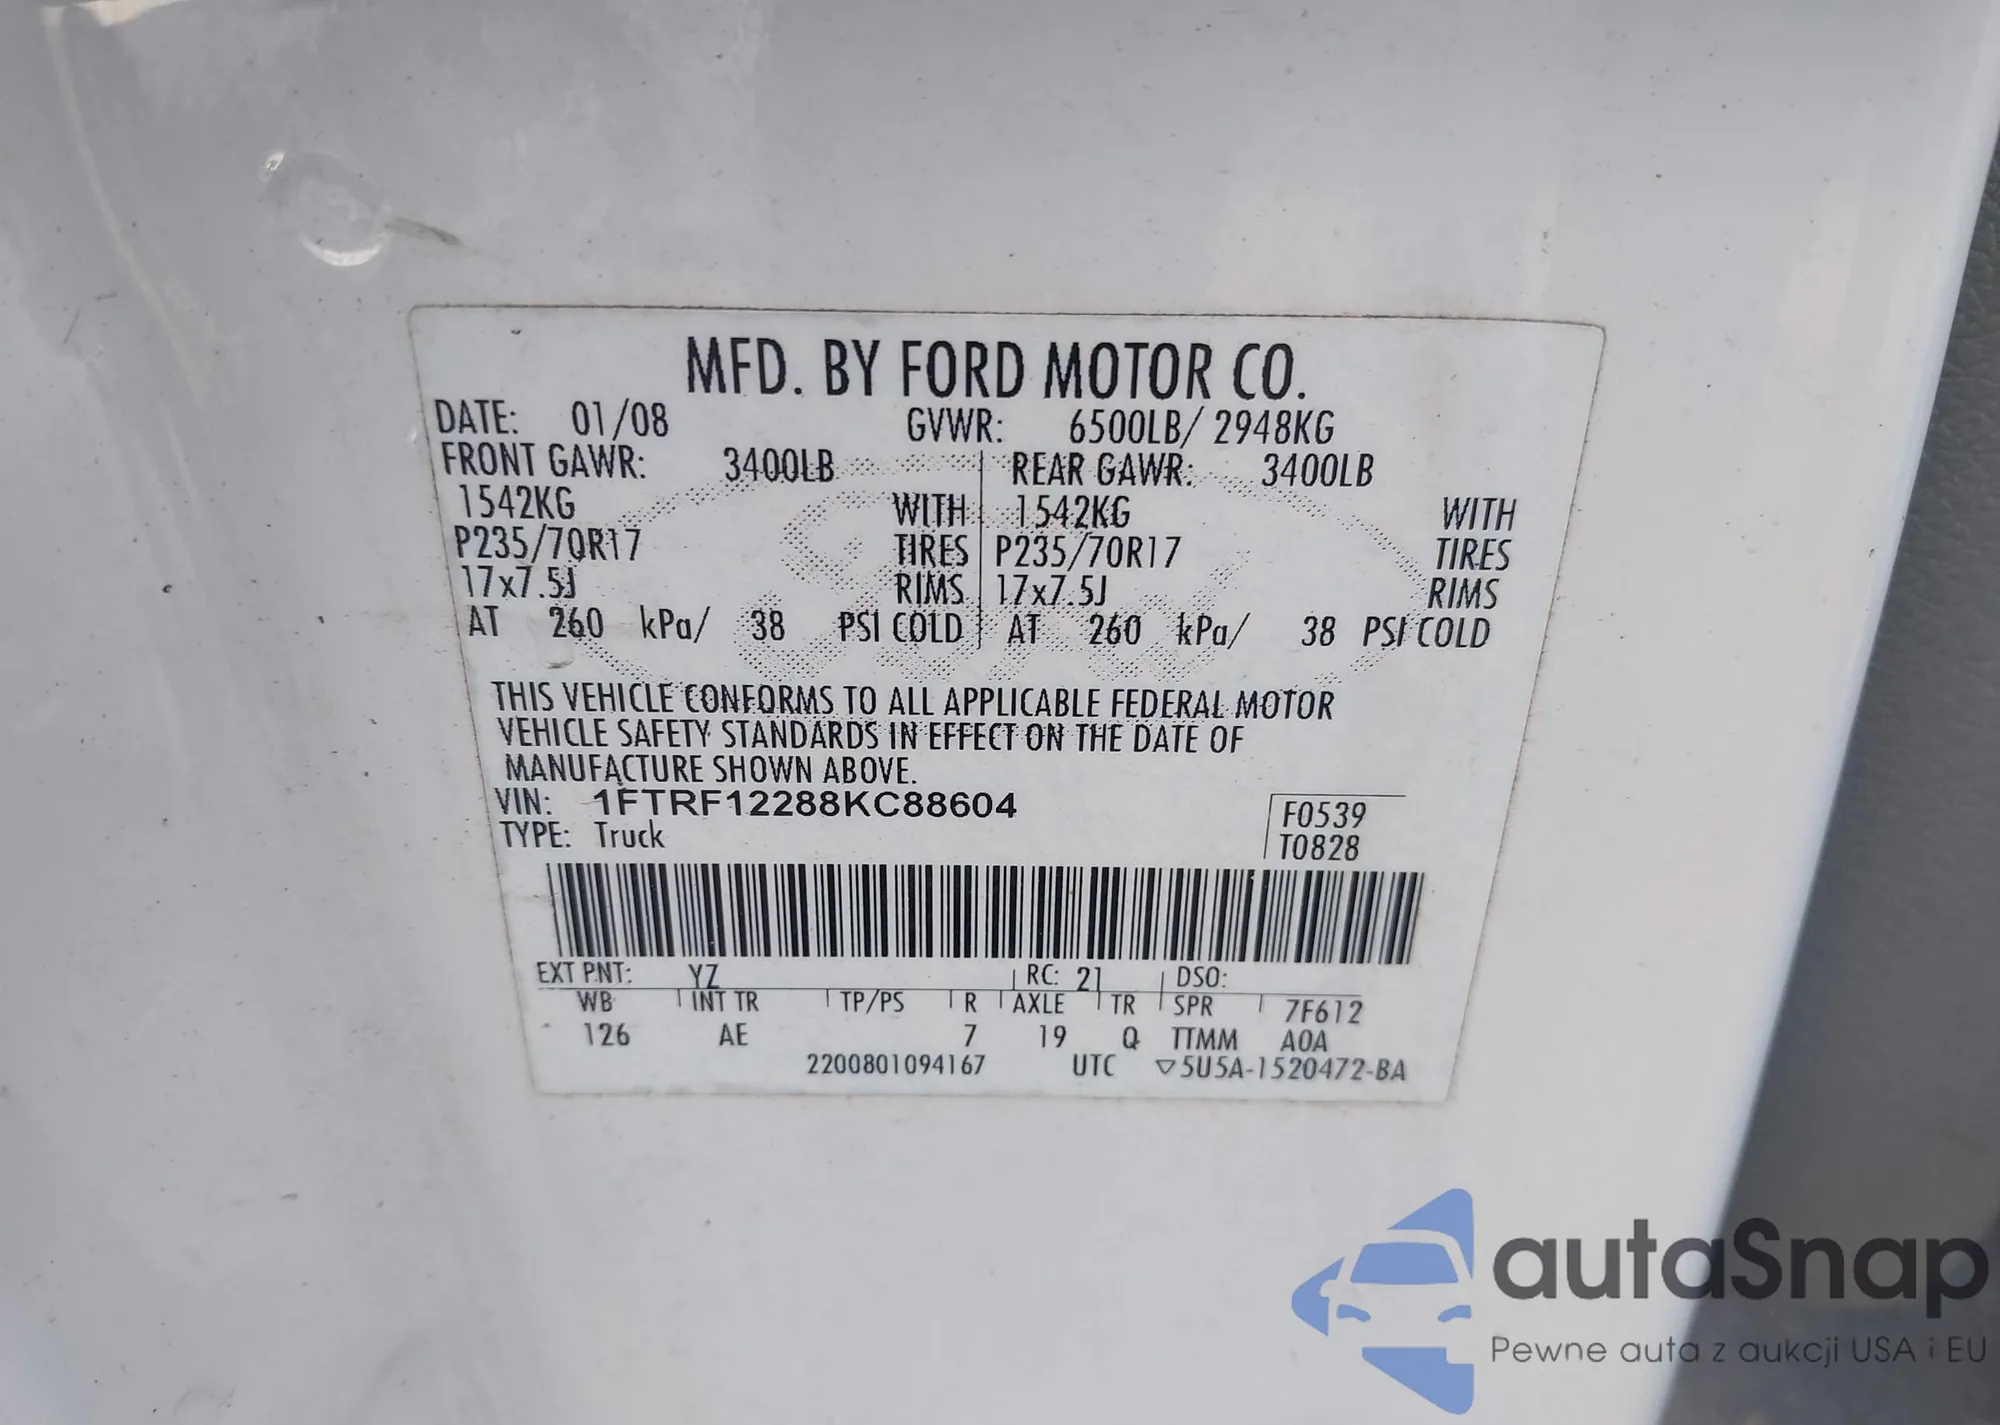 MFD. BY FORD MOTOR CO.
DATE: 01/08 GVWR: 6500LB/ 2948KG
FRONT GAWR: 3400LB REAR GAWR: 3400LB
1542KG WITH 1542KG WITH
P235/70R17 TIRES P235/70R17 TIRES
17x7.5J RIMS 17x7.5J RIMS
AT 260 kPa/ 38 PSI COLD AT 260 kPa/ 38 PSI COLD
THIS VEHICLE CONFORMS TO ALL APPLICABLE FEDERAL MOTOR
VEHICLE SAFETY STANDARDS IN EFFECT ON THE DATE OF
MANUFACTURE SHOWN ABOVE.
VIN: 1FTRF12288KC88604
F0539
TYPE: Truck
T0828
EXT PNT: YZ RC: 21 DSO:
WB INT TR TP/PS R AXLE TR SPR 7F612
126 AE 7 19 Q TTMM AOA
2200801094167 UTC ▽5U5A-1520472-BA
autaSnap
Pewne auta z aukcji USA i EU